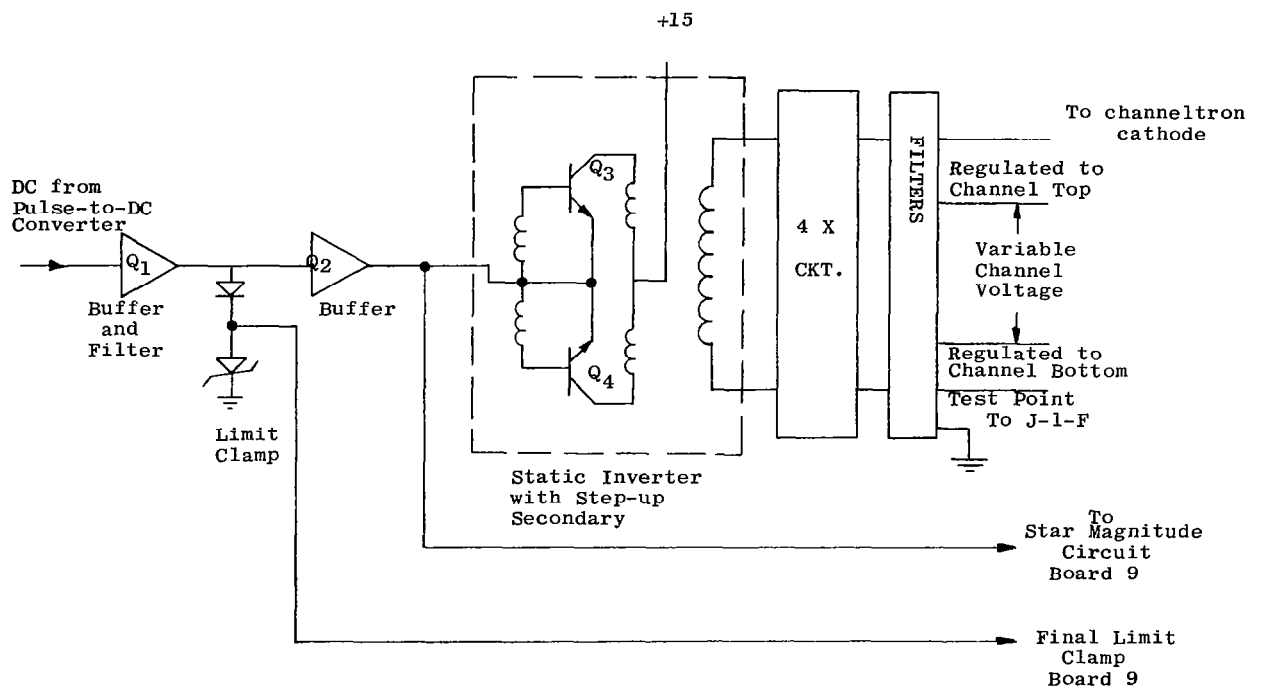 +15
To channeltron
cathode
DC from
Pulse-to-DC
Converter
Q1
Buffer
and
Filter
Limit
Clamp
Q2
Buffer
Q3
Q4
Static Inverter
with Step-up
Secondary
4 X
CKT.
FILTERS
Regulated to
Channel Top
Variable
Channel
Voltage
Regulated to
Channel Bottom
Test Point
To J-1-F
To
Star Magnitude
Circuit
Board 9
Final Limit
Clamp
Board 9